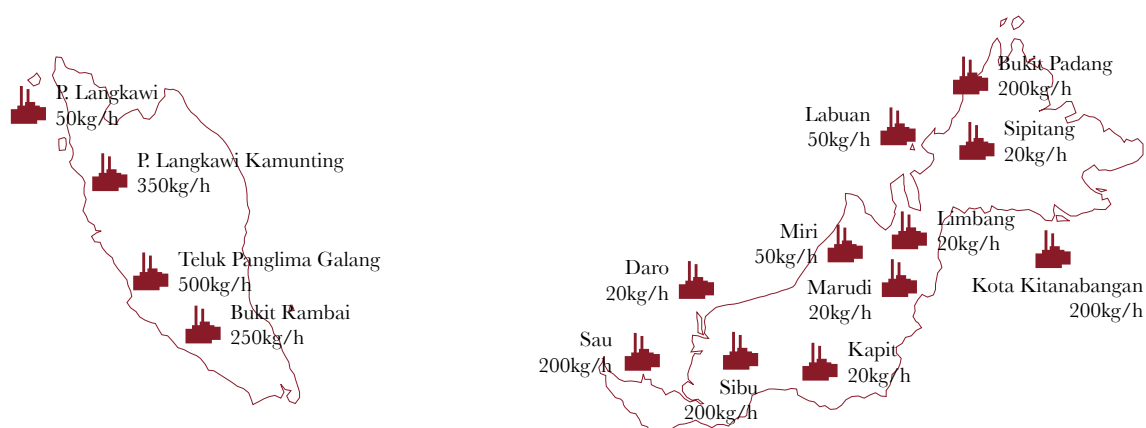 P. Langkawi
50kg/h
P. Langkawi Kamunting
350kg/h
Teluk Panglima Galang
500kg/h
Bukit Rambai
250kg/h
Bukit Padang
200kg/h
Labuan
50kg/h
Sipitang
20kg/h
Limbang
20kg/h
Miri
50kg/h
Daro
20kg/h
Marudi
20kg/h
Kota Kitanabangan
200kg/h
Sau
200kg/h
Sibu
200kg/h
Kapit
20kg/h